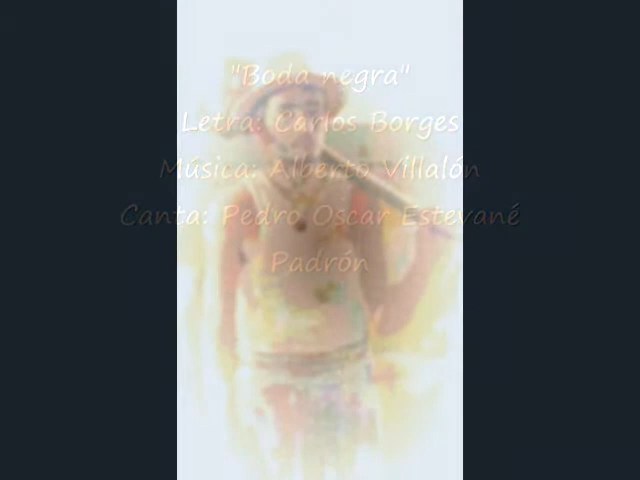 "Boda negra"
Letra: Carlos Borges
Música: Alberto Villalón
Canta: Pedro Oscar Estevané
Padrón